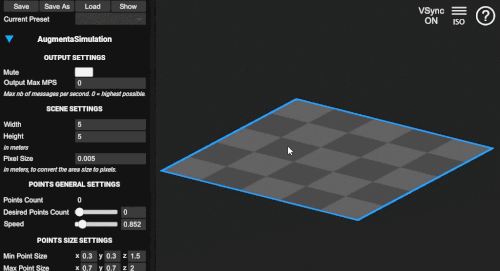 Save Save As Load Show
Current Preset
AugmentaSimulation
OUTPUT SETTINGS
Mute
Output Max MPS 0
Max nb of messages per second. 0 = highest possible.
SCENE SETTINGS
Width 5
Height 5
in meters
Pixel Size 0.005
in meters, to convert the area size to pixels.
POINTS GENERAL SETTINGS
Points Count 0
Desired Points Count 0
Speed 0.852
POINTS SIZE SETTINGS
Min Point Size x 0.3 y 0.3 z 1.5
Max Point Size x 0.7 y 0.7 z 2
VSync
ON
ISO
?